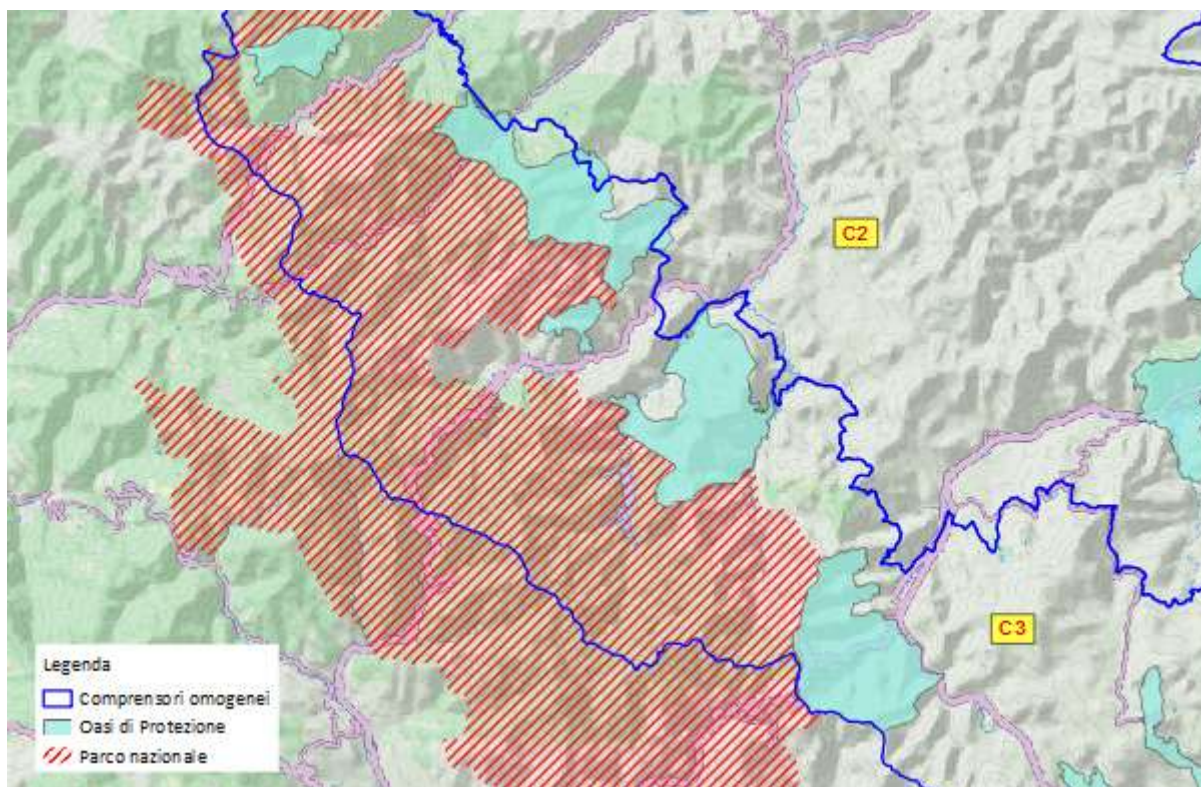 C2
C3
Legenda
Comprensori omogenei
Oasi di Protezione
Parco nazionale